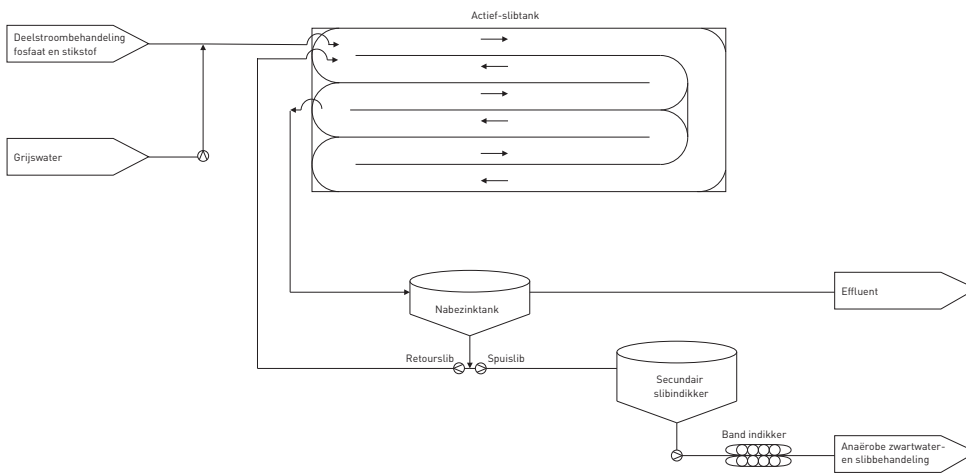 Actief-slibtank
Deelstroombehandeling
fosfaat en stikstof
Grijswater
Effluent
Nabezinktank
Retourslib
Spuislib
Secundair
slibindikker
Band indikker
Anaërobe zwartwater-
en slibbehandeling